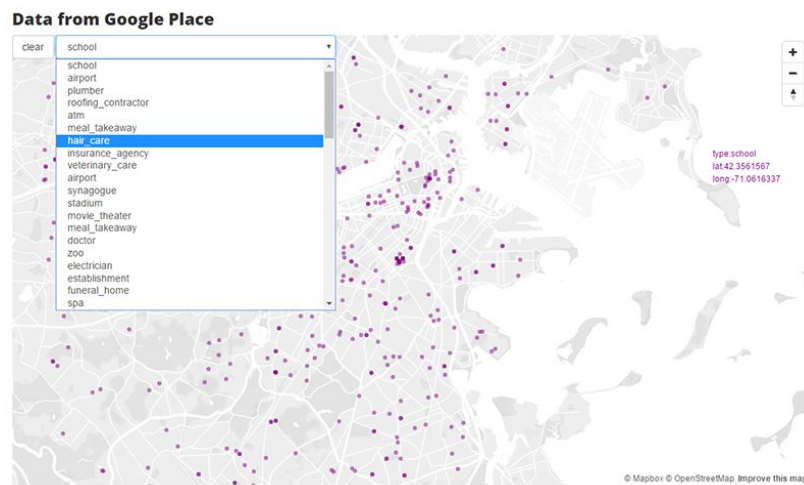 Data from Google Place
clear
school
school
airport
plumber
roofing_contractor
atm
meal_takeaway
hair_care
insurance_agency
veterinary_care
airport
synagogue
stadium
movie_theater
meal_takeaway
doctor
zoo
electrician
establishment
funeral_home
spa
type:school
lat:42.3561567
long:-71.0616337
© Mapbox © OpenStreetMap Improve this map